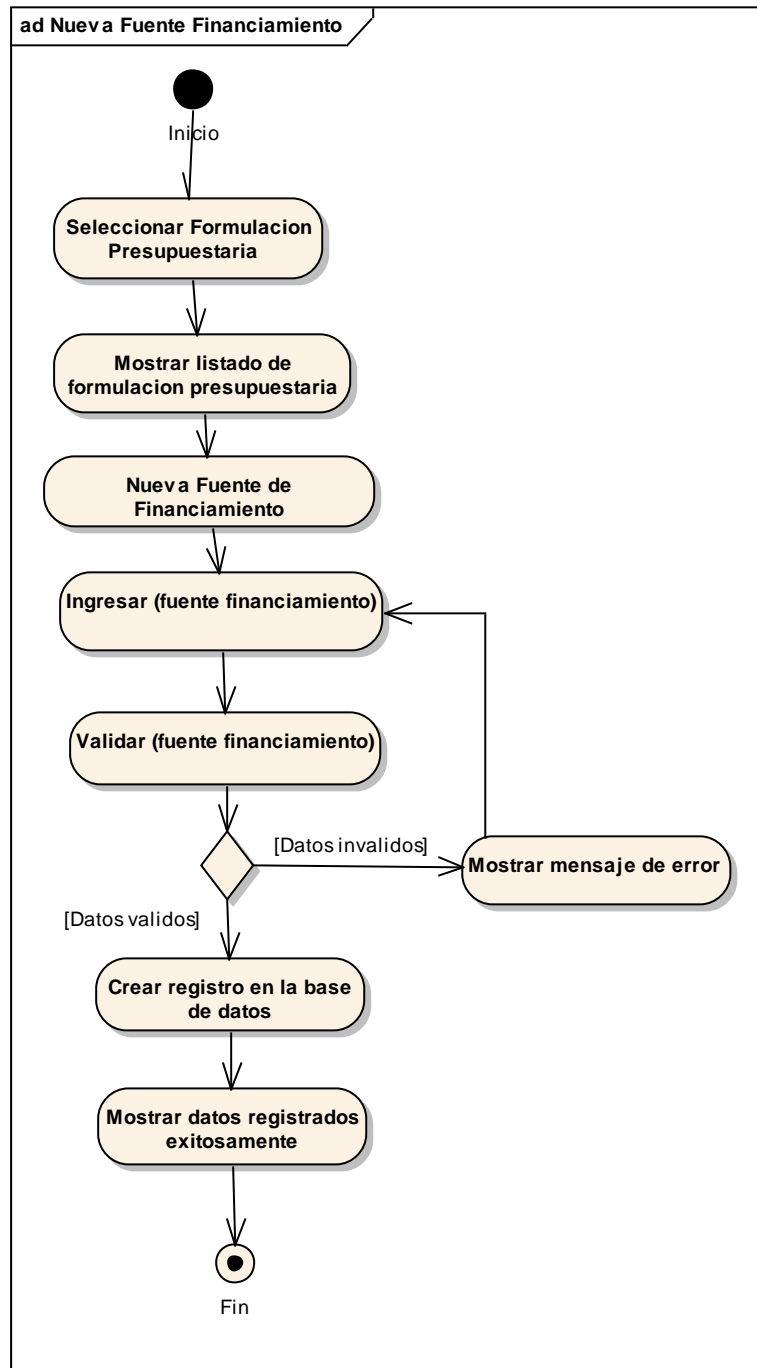 ad Nueva Fuente Financiamiento
Inicio
Seleccionar Formulacion
Presupuestaria
Mostrar listado de
formulacion presupuestaria
Nueva Fuente de
Financiamiento
Ingresar (fuente financiamiento)
Validar (fuente financiamiento)
[Datos invalidos]
Mostrar mensaje de error
[Datos validos]
Crear registro en la base
de datos
Mostrar datos registrados
exitosamente
Fin